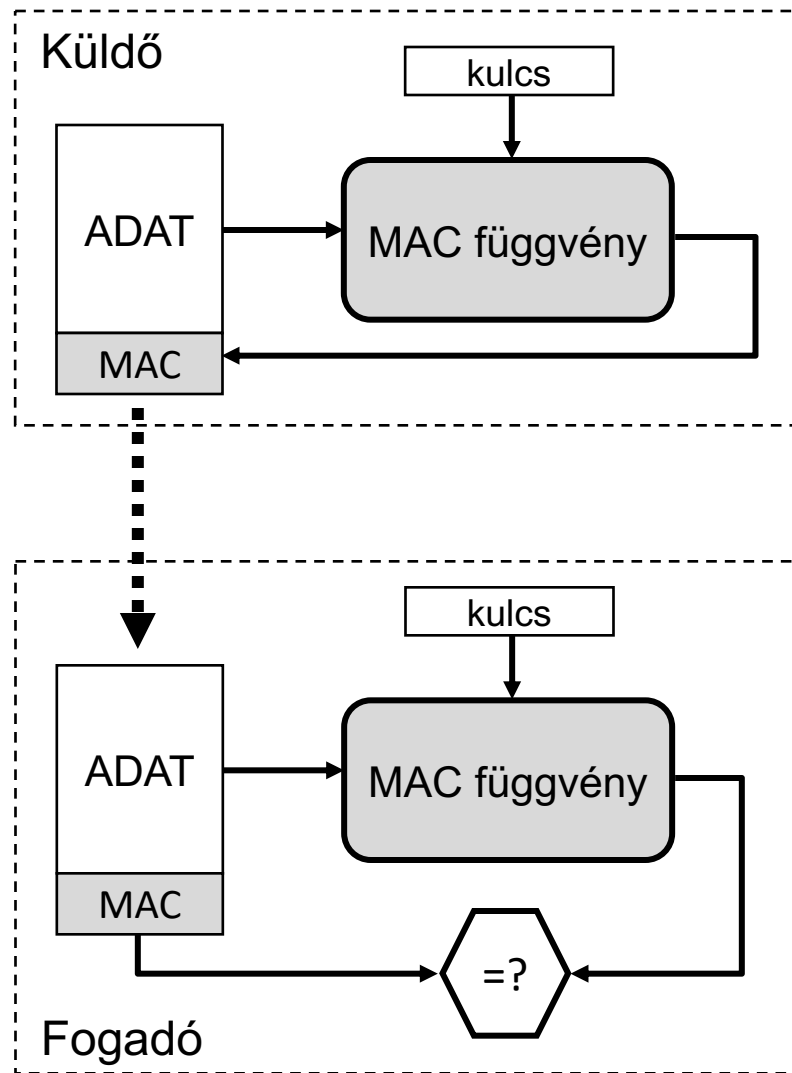 Küldő
kulcs
ADAT
MAC függvény
MAC
kulcs
ADAT
MAC függvény
MAC
=?
Fogadó